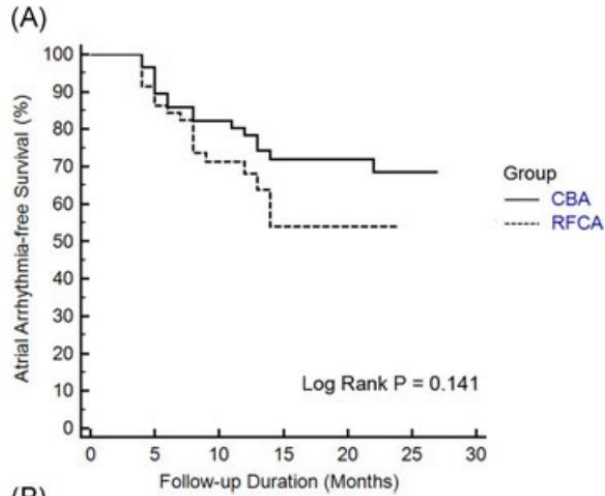 (A)
Atrial Arrhythmia-free Survival (%)
100
90
80
70
60
50
40
30
20
10
0
Group
CBA
RFCA
Log Rank P = 0.141
0 5 10 15 20 25 30
Follow-up Duration (Months)
(B)